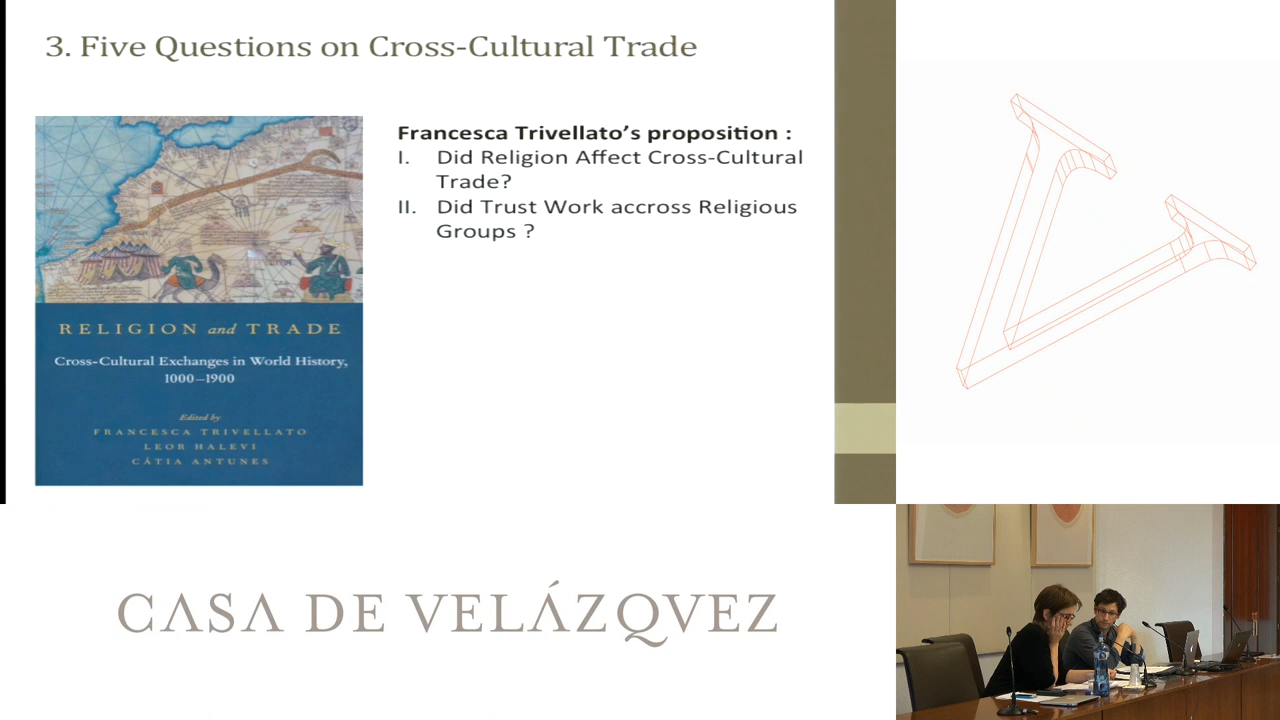 3. Five Questions on Cross-Cultural Trade
Francesca Trivellato's proposition :
I. Did Religion Affect Cross-Cultural
Trade?
II. Did Trust Work accross Religious
Groups ?
RELIGION and TRADE
Cross-Cultural Exchanges in World History,
1000–1900
Edited by
FRANCESCA TRIVELLATO
LEOR HALEVI
CÁTIA ANTUNES
CASA DE VELÁZQVEZ